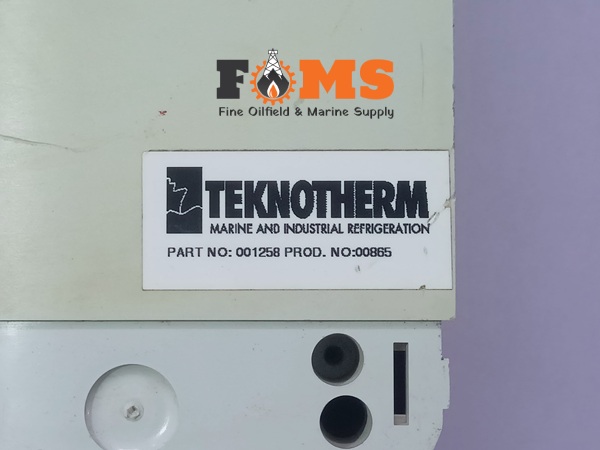 FOMS
Fine Oilfield & Marine Supply
TEKNOTHERM
MARINE AND INDUSTRIAL REFRIGERATION
PART NO: 001258 PROD. NO:00865